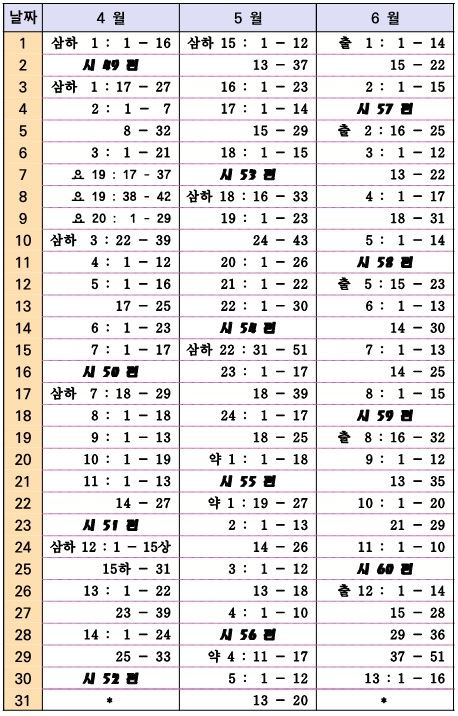 날짜 4 월 5 월 6 월
1 삼하 1 : 1 - 16 삼하 15 : 1 - 12 출 1 : 1 - 14
2 시 49 편 13 - 37 15 - 22
3 삼하 1 : 17 - 27 16 : 1 - 23 2 : 1 - 15
4 2 : 1 - 7 17 : 1 - 14 시 57 편
5 8 - 32 15 - 29 출 2 : 16 - 25
6 3 : 1 - 21 18 : 1 - 15 3 : 1 - 12
7 요 19 : 17 - 37 시 53 편 13 - 22
8 요 19 : 38 - 42 삼하 18 : 16 - 33 4 : 1 - 17
9 요 20 : 1 - 29 19 : 1 - 23 18 - 31
10 삼하 3 : 22 - 39 24 - 43 5 : 1 - 14
11 4 : 1 - 12 20 : 1 - 26 시 58 편
12 5 : 1 - 16 21 : 1 - 22 출 5 : 15 - 23
13 17 - 25 22 : 1 - 30 6 : 1 - 13
14 6 : 1 - 23 시 54 편 14 - 30
15 7 : 1 - 17 삼하 22 : 31 - 51 7 : 1 - 13
16 시 50 편 23 : 1 - 17 14 - 25
17 삼하 7 : 18 - 29 18 - 39 8 : 1 - 15
18 8 : 1 - 18 24 : 1 - 17 시 59 편
19 9 : 1 - 13 18 - 25 출 8 : 16 - 32
20 10 : 1 - 19 약 1 : 1 - 18 9 : 1 - 12
21 11 : 1 - 13 시 55 편 13 - 35
22 14 - 27 약 1 : 19 - 27 10 : 1 - 20
23 시 51 편 2 : 1 - 13 21 - 29
24 삼하 12 : 1 - 15상 14 - 26 11 : 1 - 10
25 15하 - 31 3 : 1 - 12 시 60 편
26 13 : 1 - 22 13 - 18 출 12 : 1 - 14
27 23 - 39 4 : 1 - 10 15 - 28
28 14 : 1 - 24 시 56 편 29 - 36
29 25 - 33 약 4 : 11 - 17 37 - 51
30 시 52 편 5 : 1 - 12 13 : 1 - 16
31 * 13 - 20 *